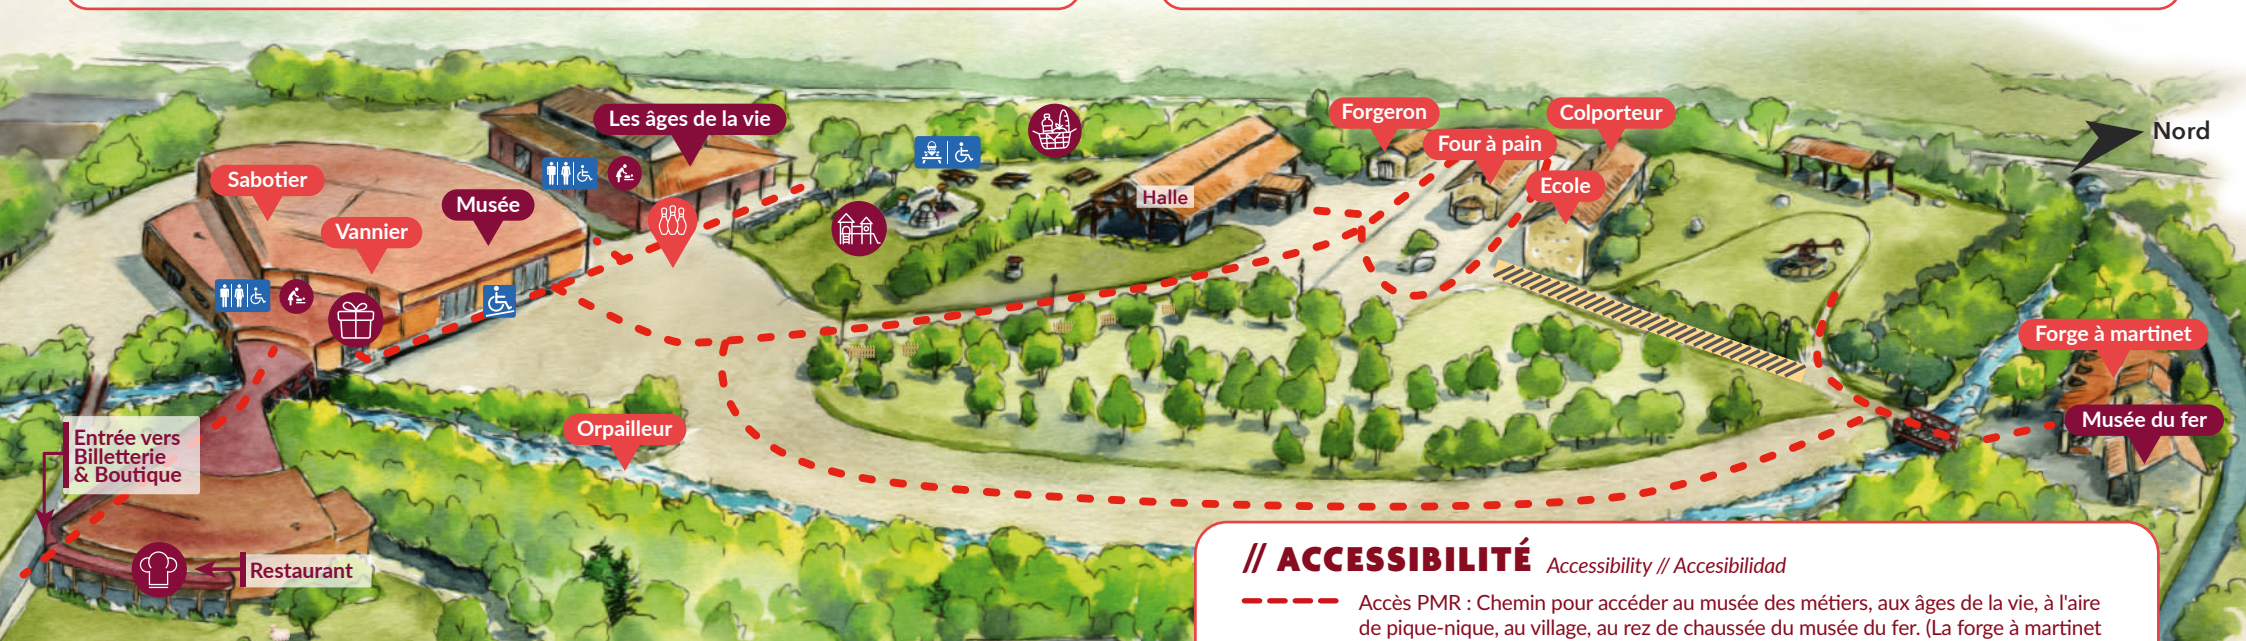 Forgeron
Colporteur
Les âges de la vie
Nord
Four à pain
Sabotier
Ecole
Halle
Musée
Vannier
Forge à martinet
Musée du fer
Orpailleur
Entrée vers
Billetterie
& Boutique
Restaurant
// ACCESSIBILITÉ Accessibility // Accesibilidad
Accès PMR : Chemin pour accéder au musée des métiers, aux âges de la vie, à l'aire
de pique-nique, au village, au rez de chaussée du musée du fer. (La forge à martinet